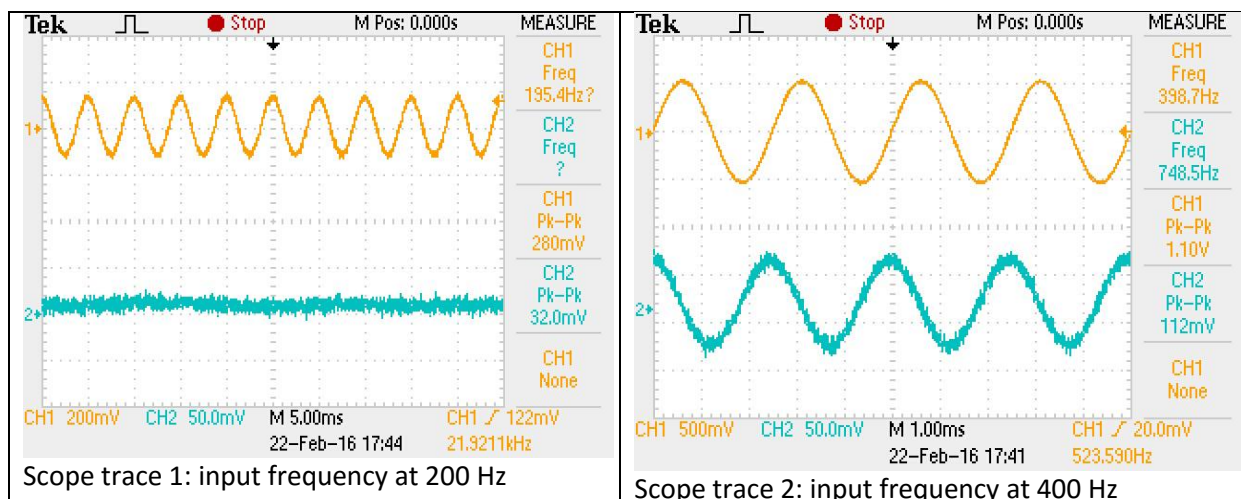 Tek Stop M Pos: 0.000s MEASURE
CH1
Freq
195.4Hz?
1
CH2
Freq
?
CH1
Pk-Pk
280mV
CH2
Pk-Pk
32.0mV
2
CH1
None
CH1 200mV CH2 50.0mV M 5.00ms CH1 122mV
22-Feb-16 17:44 21.9211kHz
Scope trace 1: input frequency at 200 Hz
Tek Stop M Pos: 0.000s MEASURE
CH1
Freq
398.7Hz
1
CH2
Freq
748.5Hz
CH1
Pk-Pk
1.10V
CH2
Pk-Pk
112mV
2
CH1
None
CH1 500mV CH2 50.0mV M 1.00ms CH1 20.0mV
22-Feb-16 17:41 523.590Hz
Scope trace 2: input frequency at 400 Hz